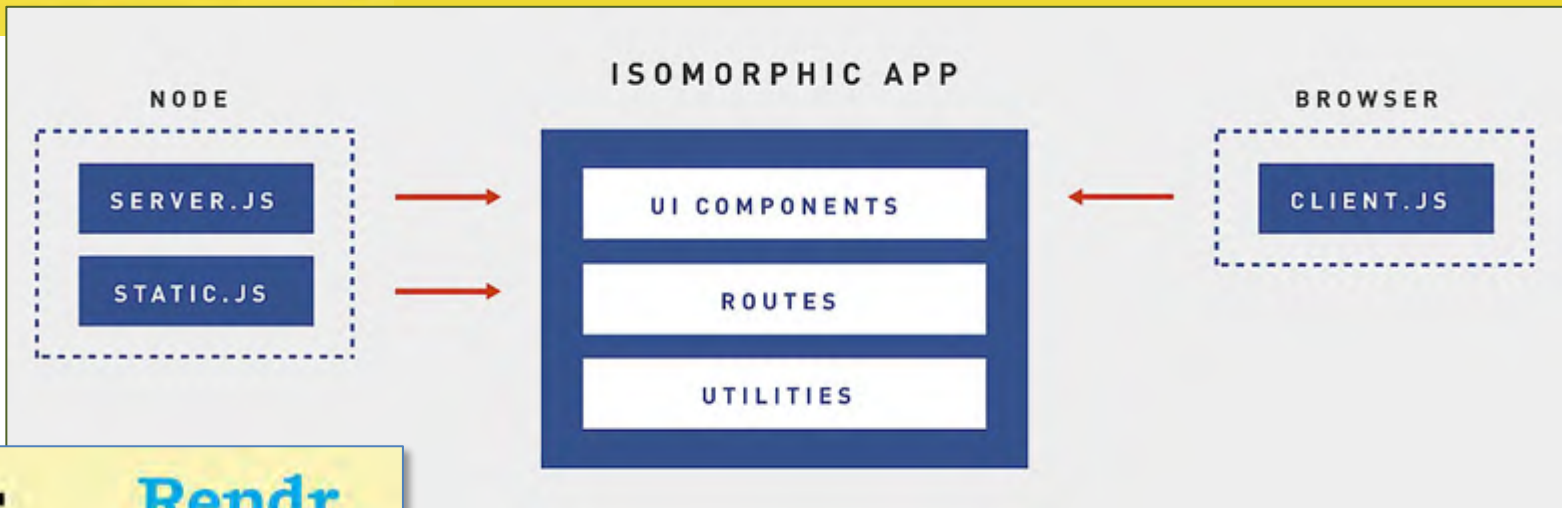 ISOMORPHIC APP
NODE
BROWSER
SERVER.JS
STATIC.JS
UI COMPONENTS
ROUTES
UTILITIES
CLIENT.JS
Rendr